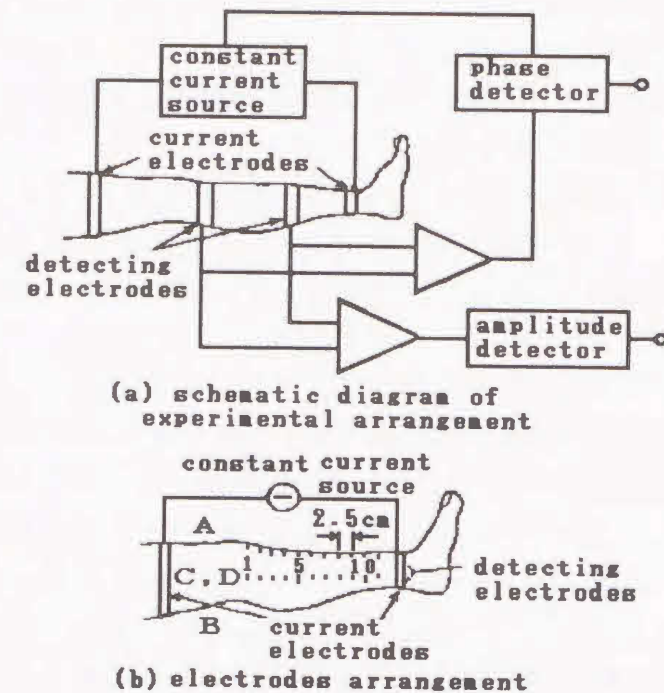 constant
current
source
phase
detector
current
electrodes
detecting
electrodes
amplitude
detector
(a) schematic diagram of
experimental arrangement
constant current
source
A
2.5cm
1 5 10
C, D
detecting
electrodes
B
current
electrodes
(b) electrodes arrangement